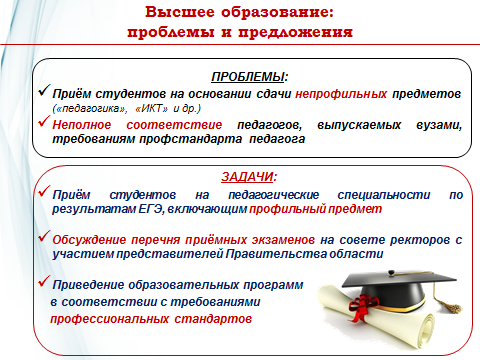 Высшее образование:
проблемы и предложения
ПРОБЛЕМЫ:
Приём студентов на основании сдачи непрофильных предметов
(«педагогика», «ИКТ» и др.)
Неполное соответствие педагогов, выпускаемых вузами,
требованиям профстандарта педагога
ЗАДАЧИ:
Приём студентов на педагогические специальности по
результатам ЕГЭ, включающим профильный предмет
Обсуждение перечня приёмных экзаменов на совете ректоров с
участием представителей Правительства области
Приведение образовательных программ
в соответствии с требованиями
профессиональных стандартов